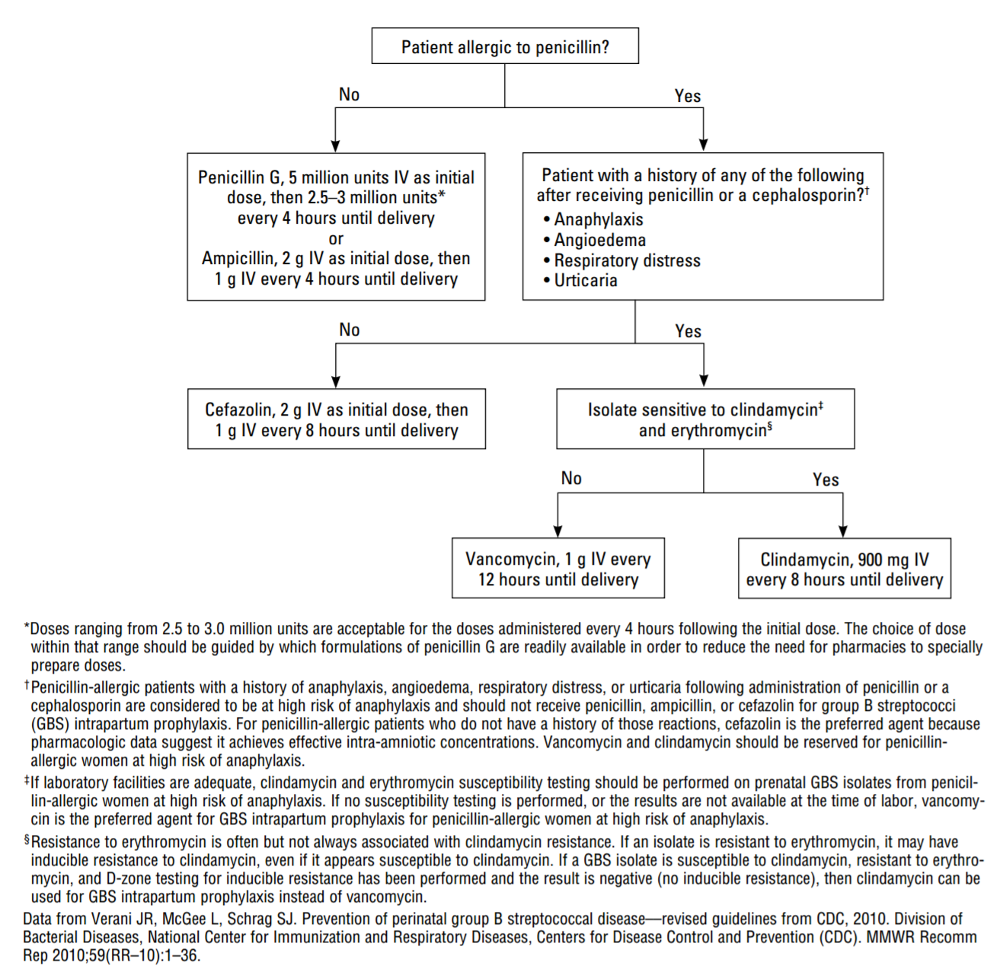 Patient allergic to penicillin?
No
Yes
Penicillin G, 5 million units IV as initial
dose, then 2.5–3 million units*
every 4 hours until delivery
or
Ampicillin, 2 g IV as initial dose, then
1 g IV every 4 hours until delivery
Patient with a history of any of the following
after receiving penicillin or a cephalosporin?†
• Anaphylaxis
• Angioedema
• Respiratory distress
• Urticaria
No
Yes
Cefazolin, 2 g IV as initial dose, then
1 g IV every 8 hours until delivery
Isolate sensitive to clindamycin‡
and erythromycin§
No
Yes
Vancomycin, 1 g IV every
12 hours until delivery
Clindamycin, 900 mg IV
every 8 hours until delivery
*Doses ranging from 2.5 to 3.0 million units are acceptable for the doses administered every 4 hours following the initial dose. The choice of dose
within that range should be guided by which formulations of penicillin G are readily available in order to reduce the need for pharmacies to specially
prepare doses.
†Penicillin-allergic patients with a history of anaphylaxis, angioedema, respiratory distress, or urticaria following administration of penicillin or a
cephalosporin are considered to be at high risk of anaphylaxis and should not receive penicillin, ampicillin, or cefazolin for group B streptococci
(GBS) intrapartum prophylaxis. For penicillin-allergic patients who do not have a history of those reactions, cefazolin is the preferred agent because
pharmacologic data suggest it achieves effective intra-amniotic concentrations. Vancomycin and clindamycin should be reserved for penicillin-
allergic women at high risk of anaphylaxis.
‡If laboratory facilities are adequate, clindamycin and erythromycin susceptibility testing should be performed on prenatal GBS isolates from penicil-
lin-allergic women at high risk of anaphylaxis. If no susceptibility testing is performed, or the results are not available at the time of labor, vancomy-
cin is the preferred agent for GBS intrapartum prophylaxis for penicillin-allergic women at high risk of anaphylaxis.
§Resistance to erythromycin is often but not always associated with clindamycin resistance. If an isolate is resistant to erythromycin, it may have
inducible resistance to clindamycin, even if it appears susceptible to clindamycin. If a GBS isolate is susceptible to clindamycin, resistant to erythro-
mycin, and D-zone testing for inducible resistance has been performed and the result is negative (no inducible resistance), then clindamycin can be
used for GBS intrapartum prophylaxis instead of vancomycin.
Data from Verani JR, McGee L, Schrag SJ. Prevention of perinatal group B streptococcal disease—revised guidelines from CDC, 2010. Division of
Bacterial Diseases, National Center for Immunization and Respiratory Diseases, Centers for Disease Control and Prevention (CDC). MMWR Recomm
Rep 2010;59(RR–10):1–36.